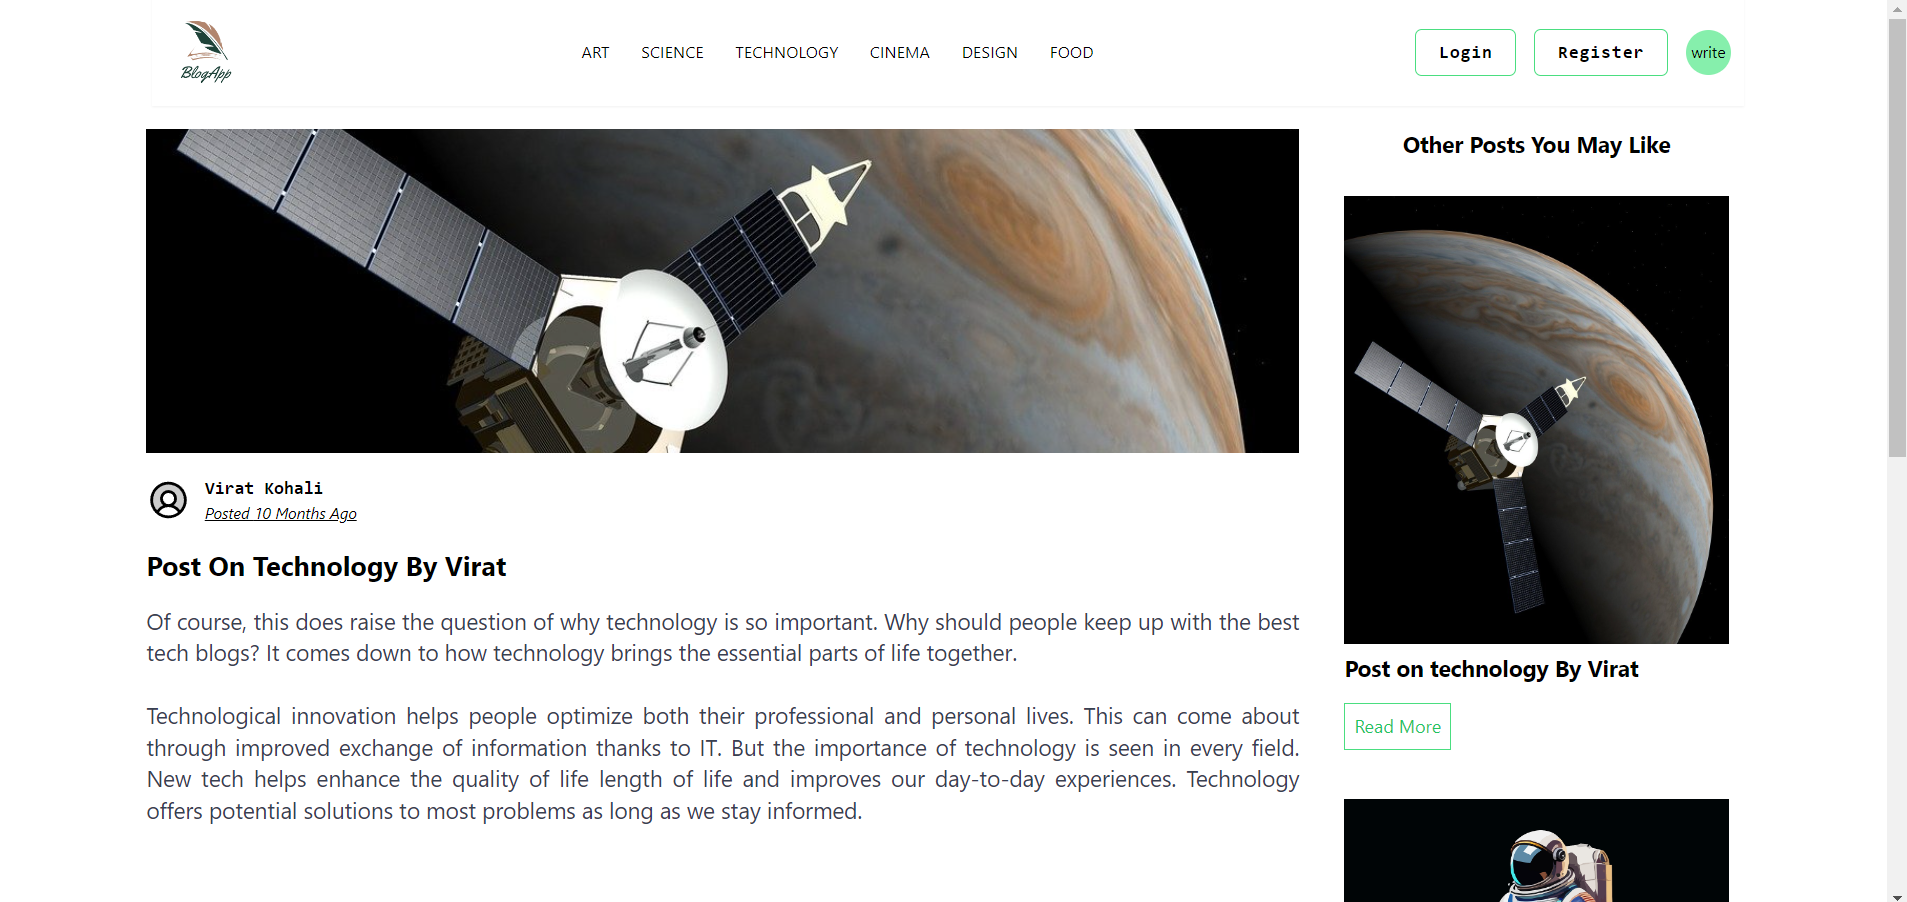 BlogApp
ART SCIENCE TECHNOLOGY CINEMA DESIGN FOOD
Login Register write
Virat Kohali
Posted 10 Months Ago
Post On Technology By Virat
Of course, this does raise the question of why technology is so important. Why should people keep up with the best
tech blogs? It comes down to how technology brings the essential parts of life together.
Technological innovation helps people optimize both their professional and personal lives. This can come about
through improved exchange of information thanks to IT. But the importance of technology is seen in every field.
New tech helps enhance the quality of life length of life and improves our day-to-day experiences. Technology
offers potential solutions to most problems as long as we stay informed.
Other Posts You May Like
Post on technology By Virat
Read More